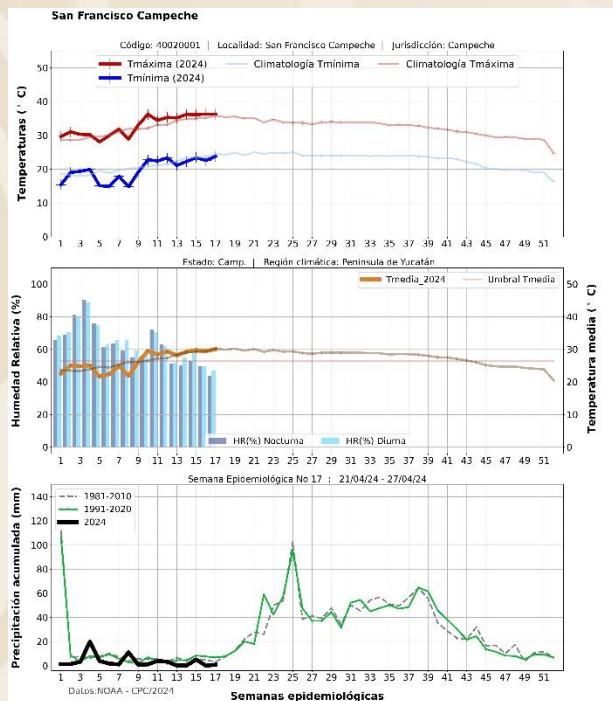 San Francisco Campeche
Código: 40020001 | Localidad: San Francisco Campeche | Jurisdicción: Campeche
Tmáxima (2024) Climatología Tmínima Climatología Tmáxima
Tmínima (2024)
Temperaturas (° C)
50
40
30
20
10
0
1 3 5 7 9 11 13 15 17 19 21 23 25 27 29 31 33 35 37 39 41 43 45 47 49 51
Estado: Camp. | Región climática: Península de Yucatán
Tmedia_2024 Umbral Tmedia
Humedad Relativa (%)
100
80
60
40
20
0
Temperatura media (° C)
50
40
30
20
10
0
HR(%) Nocturna HR(%) Diurna
1 3 5 7 9 11 13 15 17 19 21 23 25 27 29 31 33 35 37 39 41 43 45 47 49 51
Semana Epidemiológica No 17 : 21/04/24 - 27/04/24
1981-2010
1991-2020
2024
Precipitación acumulada (mm)
140
120
100
80
60
40
20
0
1 3 5 7 9 11 13 15 17 19 21 23 25 27 29 31 33 35 37 39 41 43 45 47 49 51
Datos:NOAA - CPC/2024
Semanas epidemiológicas